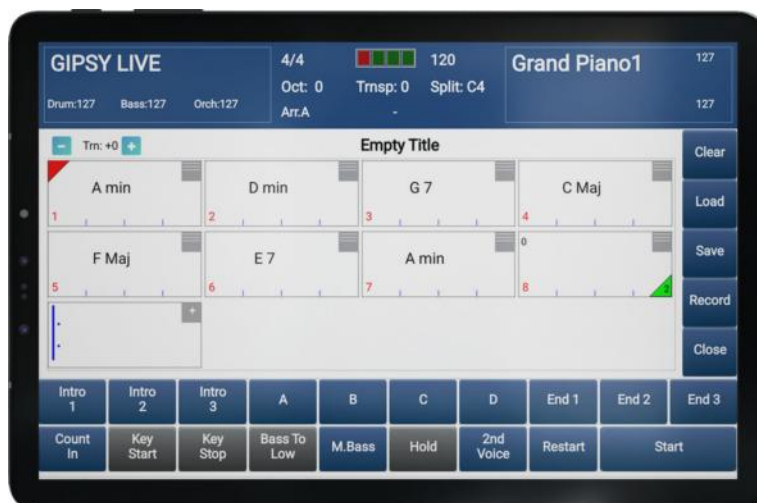 GIPSY LIVE
4/4
120
Grand Piano1
127
Oct: 0 Trnsp: 0 Split: C4
Drum:127 Bass:127 Orch:127
Arr.A
-
127
- Trn: +0 +
Empty Title
Clear
A min
D min
G 7
C Maj
1
2
3
4
Load
F Maj
E 7
A min
0
Save
5
6
7
8
2
Record
+
Close
Intro 1
Intro 2
Intro 3
A
B
C
D
End 1
End 2
End 3
Count In
Key Start
Key Stop
Bass To Low
M.Bass
Hold
2nd Voice
Restart
Start